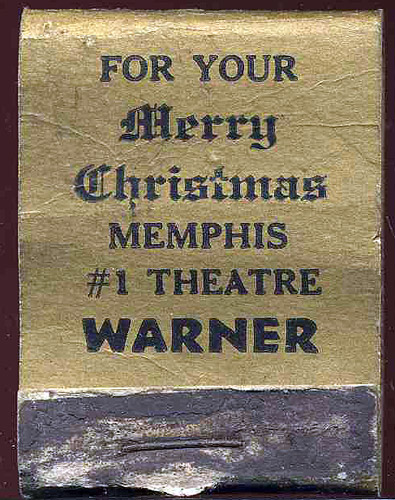 FOR YOUR
Merry
Christmas
MEMPHIS
#1 THEATRE
WARNER